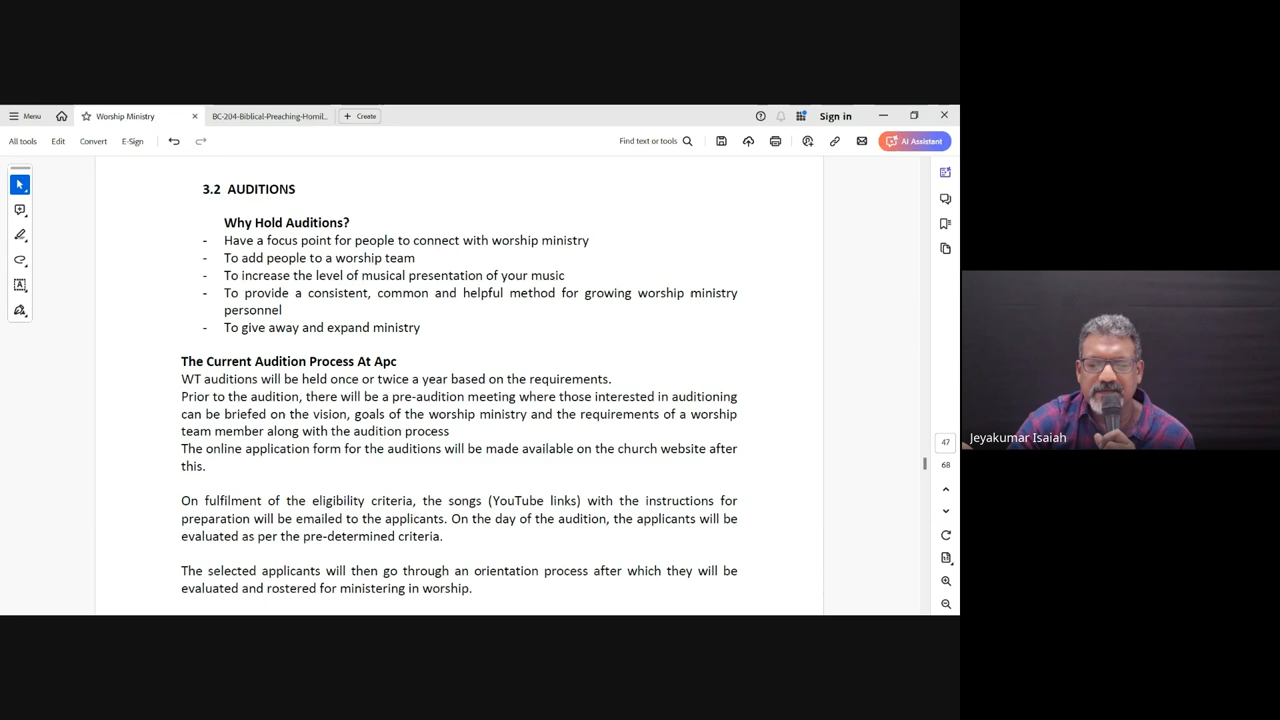 Menu
Worship Ministry
BC-204-Biblical-Preaching-Homil...
Create
Sign in
All tools
Edit
Convert
E-Sign
Find text or tools
AI Assistant
3.2 AUDITIONS
Why Hold Auditions?
- Have a focus point for people to connect with worship ministry
- To add people to a worship team
- To increase the level of musical presentation of your music
- To provide a consistent, common and helpful method for growing worship ministry
personnel
- To give away and expand ministry
The Current Audition Process At Apc
WT auditions will be held once or twice a year based on the requirements.
Prior to the audition, there will be a pre-audition meeting where those interested in auditioning
can be briefed on the vision, goals of the worship ministry and the requirements of a worship
team member along with the audition process
The online application form for the auditions will be made available on the church website after
this.
On fulfilment of the eligibility criteria, the songs (YouTube links) with the instructions for
preparation will be emailed to the applicants. On the day of the audition, the applicants will be
evaluated as per the pre-determined criteria.
The selected applicants will then go through an orientation process after which they will be
evaluated and rostered for ministering in worship.
47
68
Jeyakumar Isaiah